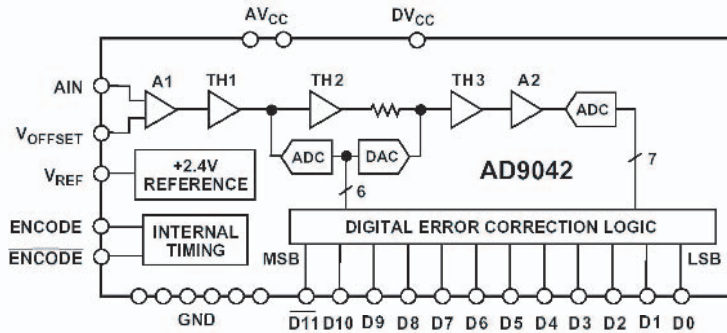 AVCC DVCC
AIN A1 TH1 TH2 TH3 A2
ADC
VOFFSET
ADC DAC 7
VREF +2.4V REFERENCE 6 AD9042
ENCODE INTERNAL TIMING DIGITAL ERROR CORRECTION LOGIC
ENCODE MSB LSB
GND D11 D10 D9 D8 D7 D6 D5 D4 D3 D2 D1 D0